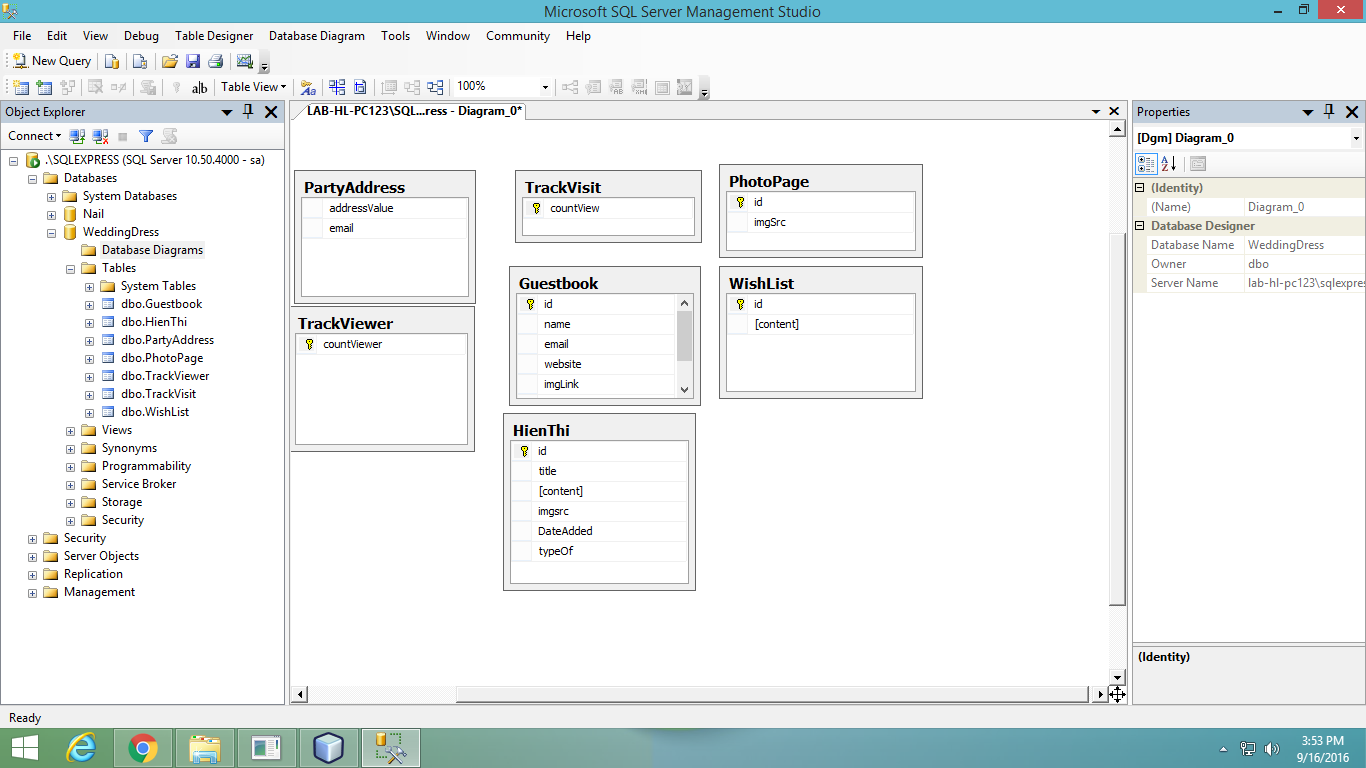 Microsoft SQL Server Management Studio
File Edit View Debug Table Designer Database Diagram Tools Window Community Help
New Query
ab Table View 100%
Object Explorer
Connect
.\SQLEXPRESS (SQL Server 10.50.4000 - sa)
Databases
System Databases
Nail
WeddingDress
Database Diagrams
Tables
System Tables
dbo.Guestbook
dbo.HienThi
dbo.PartyAddress
dbo.PhotoPage
dbo.TrackViewer
dbo.TrackVisit
dbo.WishList
Views
Synonyms
Programmability
Service Broker
Storage
Security
Security
Server Objects
Replication
Management
LAB-HL-PC123\SQL...ress - Diagram_0*
PartyAddress
addressValue
email
TrackVisit
countView
PhotoPage
id
imgSrc
TrackViewer
countViewer
Guestbook
id
name
email
website
imgLink
WishList
id
[content]
HienThi
id
title
[content]
imgsrc
DateAdded
typeOf
Properties
[Dgm] Diagram_0
(Identity)
(Name) Diagram_0
Database Designer
Database Name WeddingDress
Owner dbo
Server Name lab-hl-pc123\sqlexpres
(Identity)
Ready
3:53 PM
9/16/2016